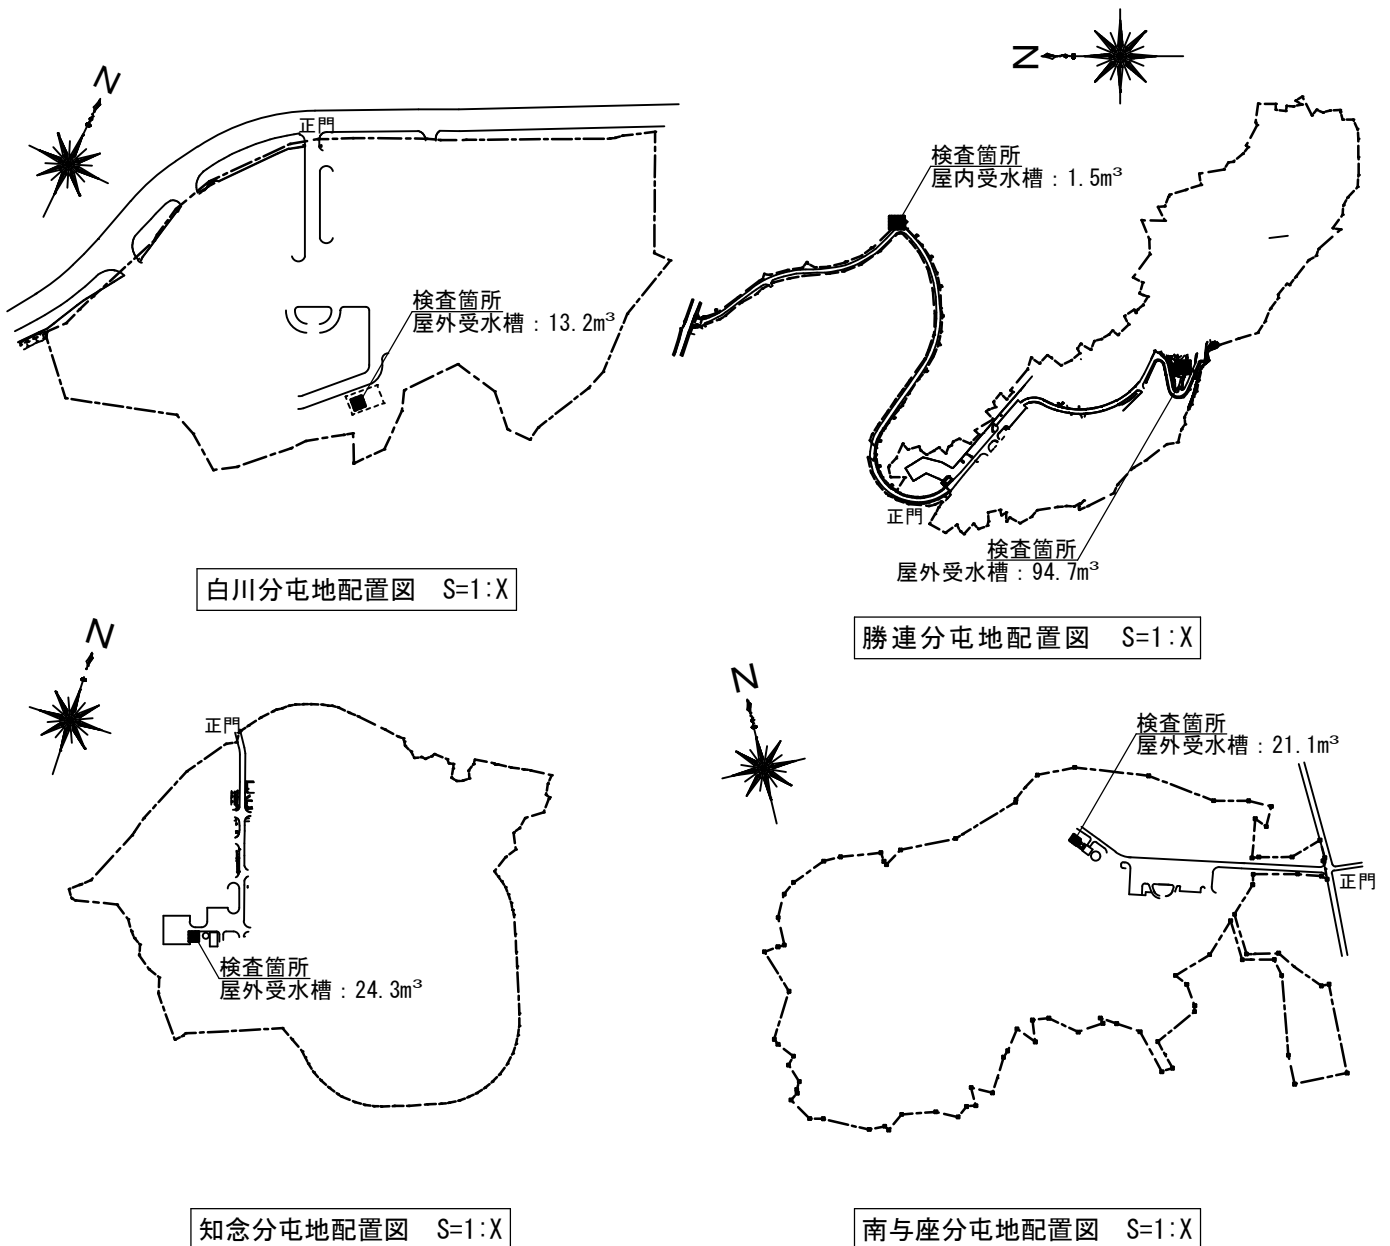 N
正門
検査箇所
屋外受水槽：13.2m³
白川分屯地配置図　S=1:X
N
検査箇所
屋内受水槽：1.5m³
正門
検査箇所
屋外受水槽：94.7m³
勝連分屯地配置図　S=1:X
N
正門
検査箇所
屋外受水槽：24.3m³
知念分屯地配置図　S=1:X
N
検査箇所
屋外受水槽：21.1m³
正門
南与座分屯地配置図　S=1:X